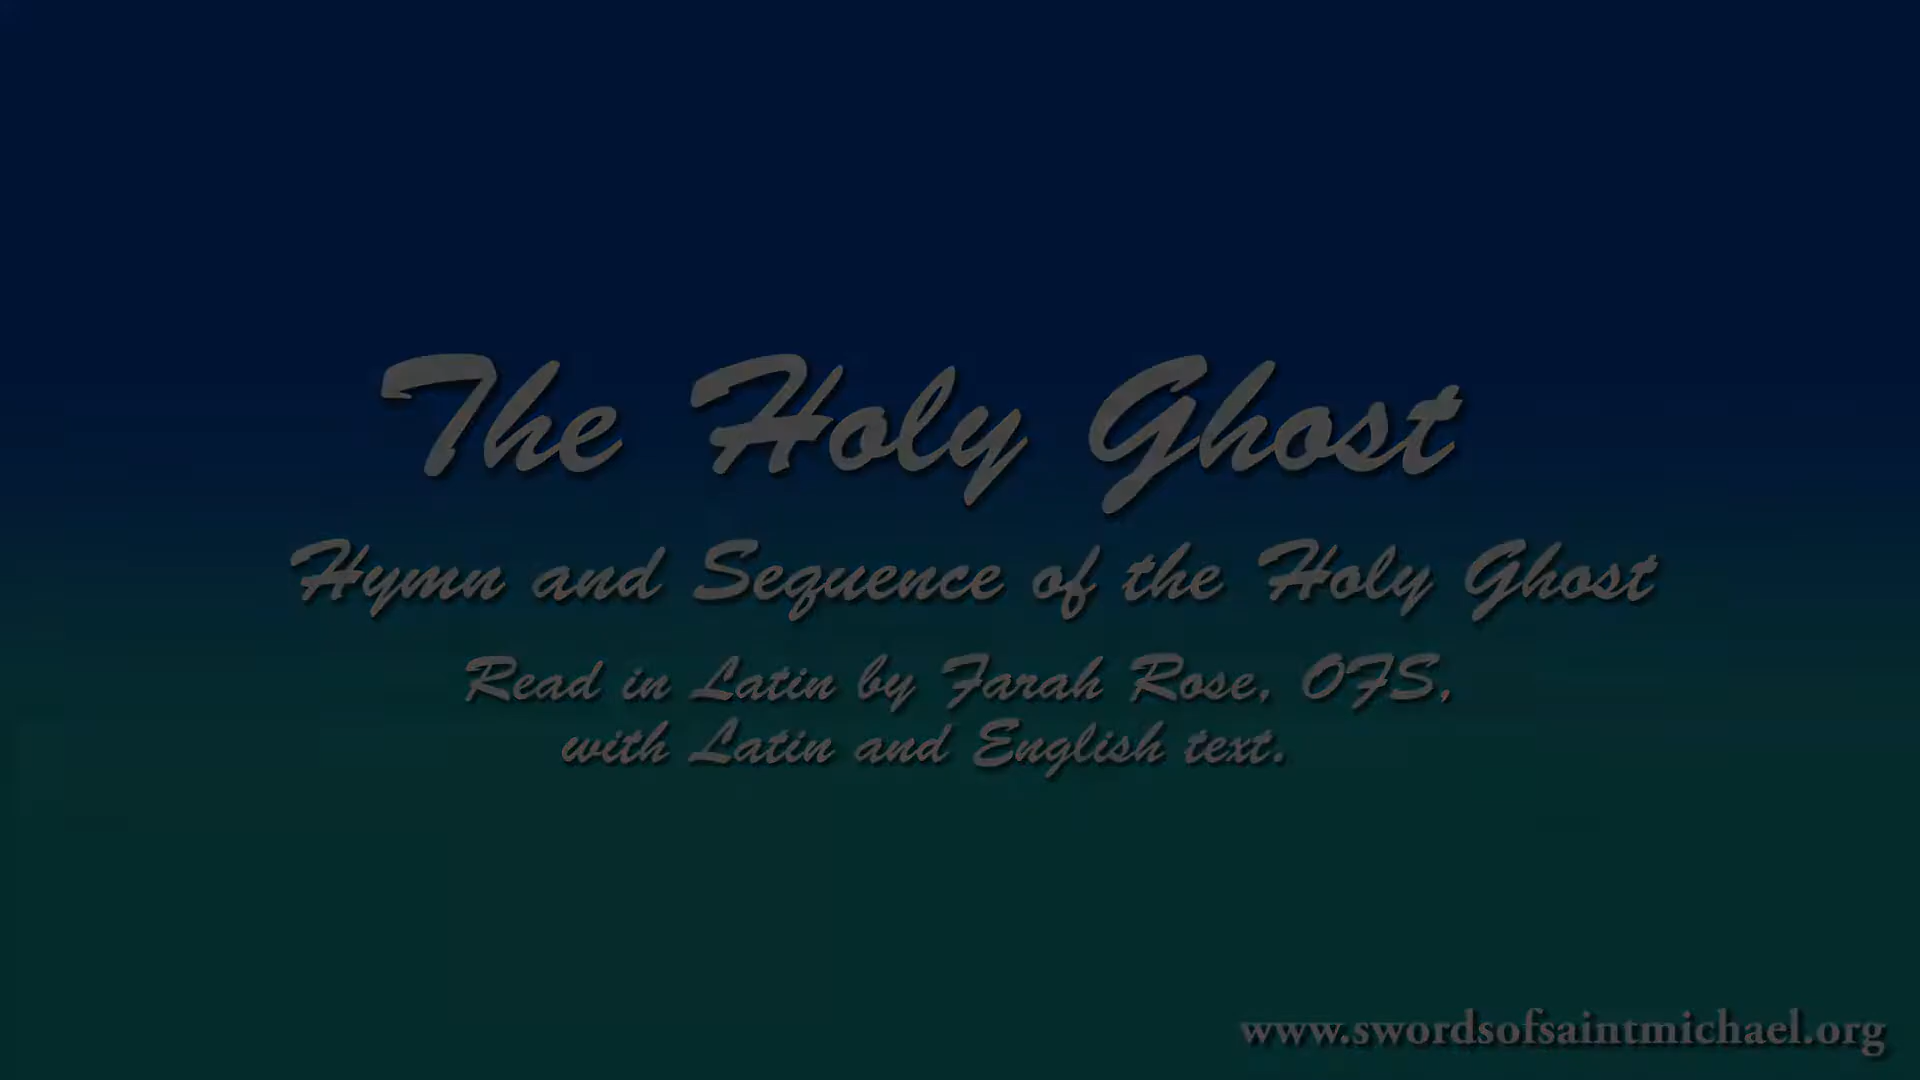 The Holy Ghost
Hymn and Sequence of the Holy Ghost
Read in Latin by Farah Rose, OFS,
with Latin and English text.
www.swordsofsaintmichael.org